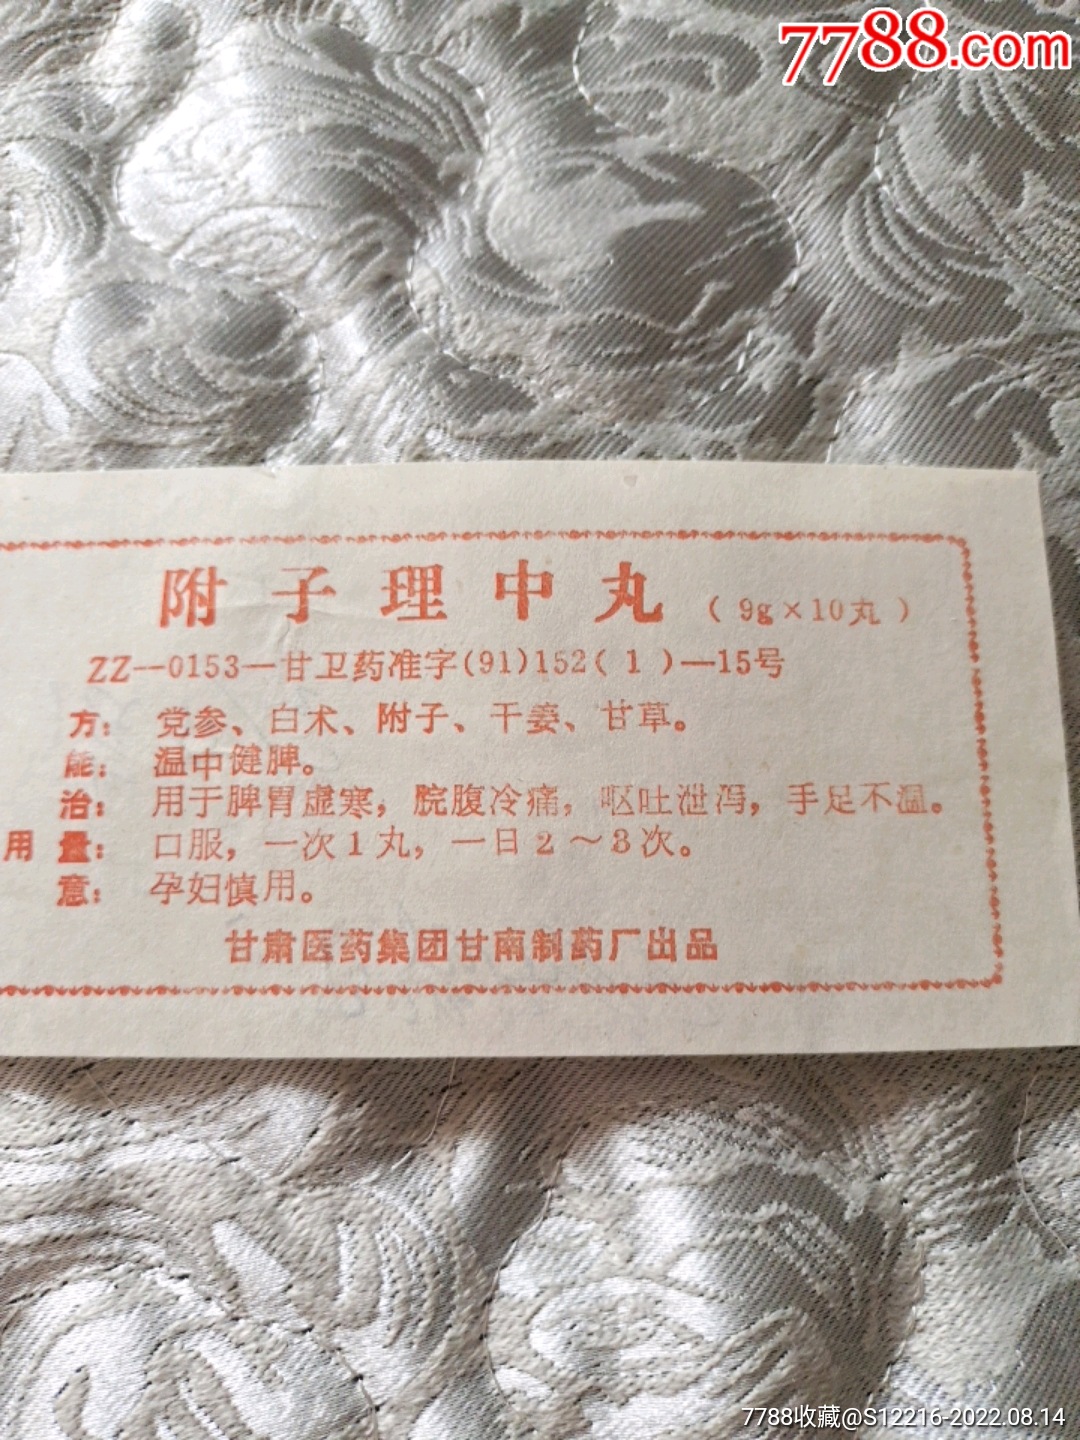 7788.com
附子理中丸（9g×10丸）
ZZ—0153—甘卫药准字(91)152(1)—15号
方：党参、白术、附子、干姜、甘草。
能：温中健脾。
治：用于脾胃虚寒，脘腹冷痛，呕吐泄泻，手足不温。
用量：口服，一次1丸，一日2～3次。
意：孕妇慎用。
甘肃医药集团甘南制药厂出品
7788收藏@S12216-2022.08.14